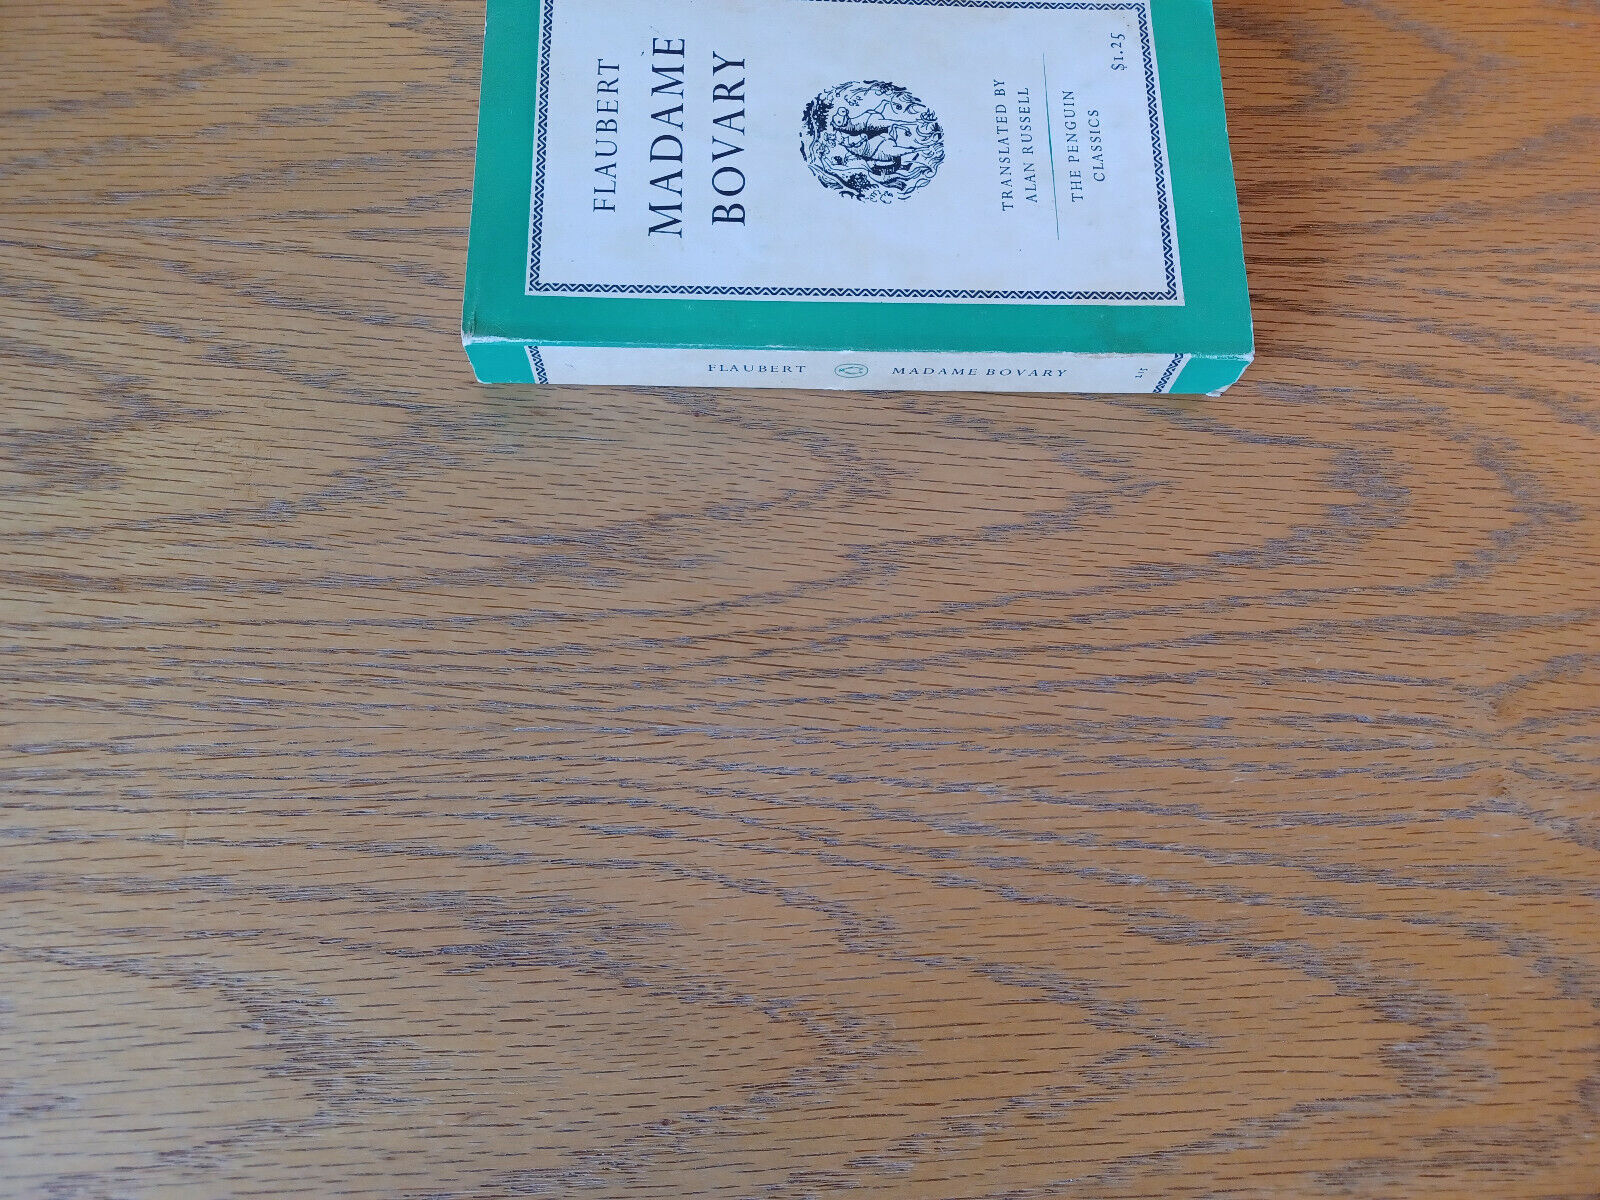 FLAUBERT
MADAME
BOVARY
TRANSLATED BY
ALAN RUSSELL
THE PENGUIN
CLASSICS
$1.25
FLAUBERT MADAME BOVARY